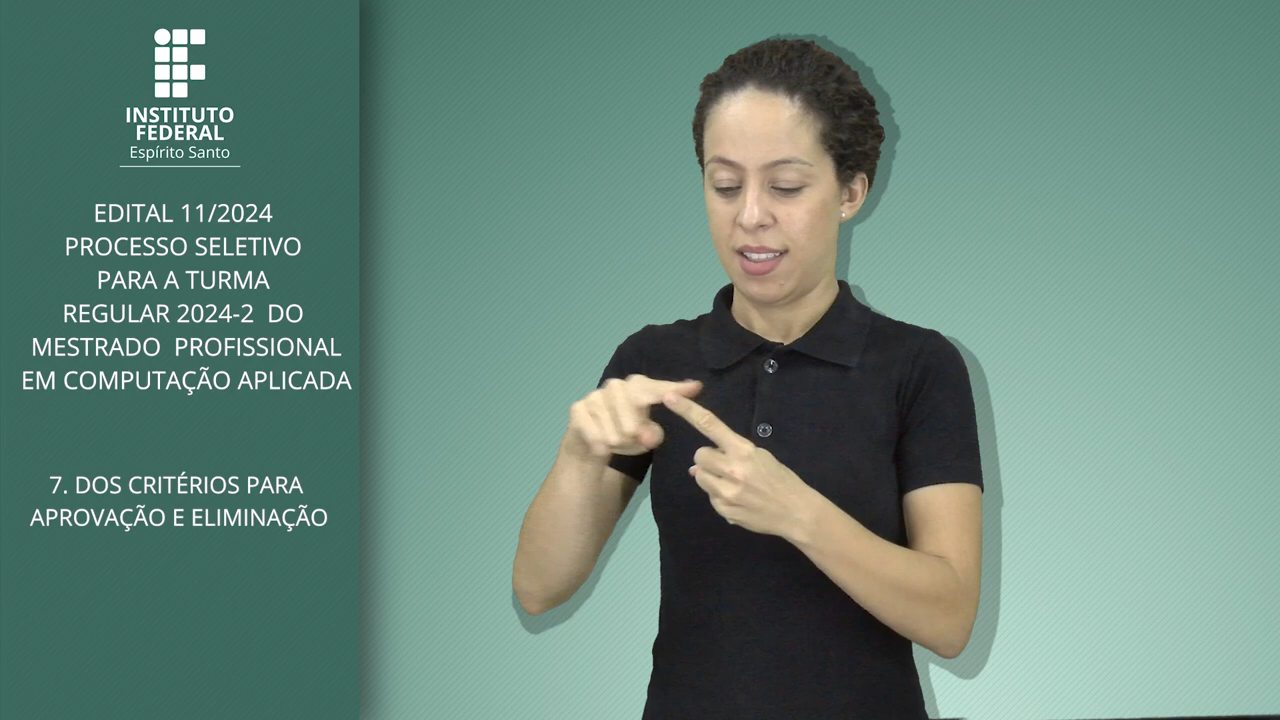 INSTITUTO
FEDERAL
Espírito Santo
EDITAL 11/2024
PROCESSO SELETIVO
PARA A TURMA
REGULAR 2024-2 DO
MESTRADO PROFISSIONAL
EM COMPUTAÇÃO APLICADA
7. DOS CRITÉRIOS PARA
APROVAÇÃO E ELIMINAÇÃO